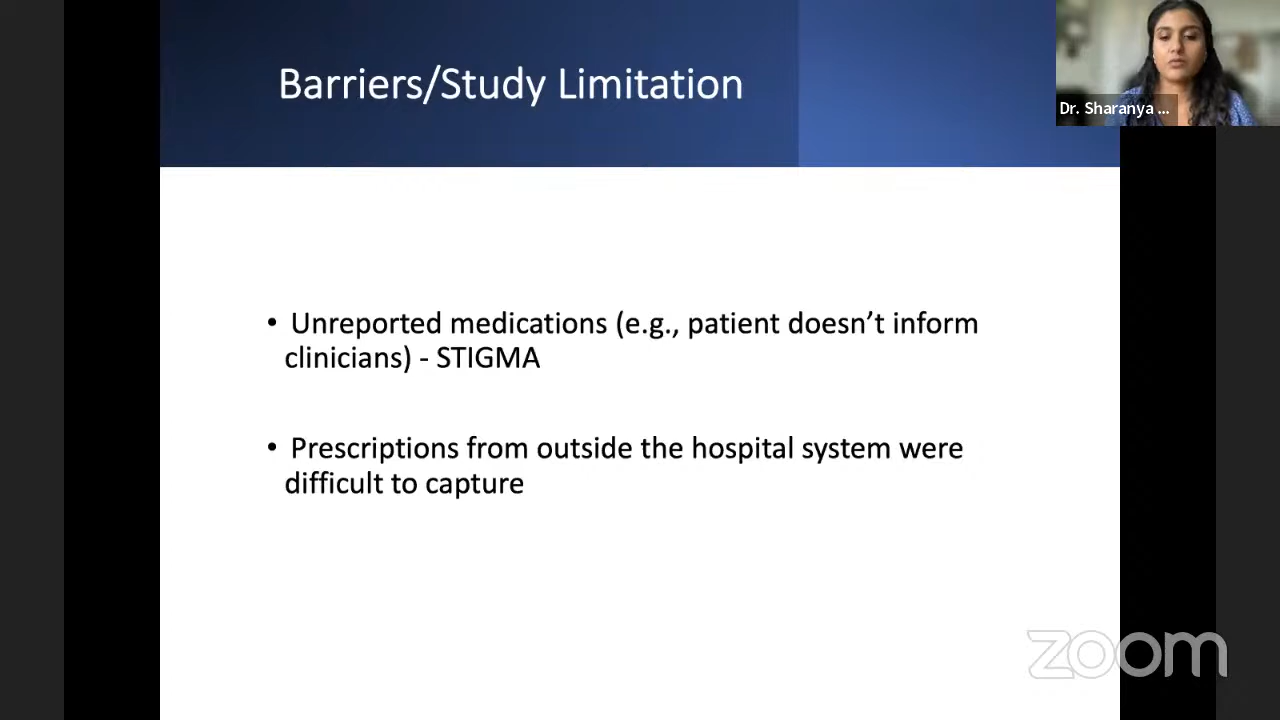 Barriers/Study Limitation
Dr. Sharanya ...
• Unreported medications (e.g., patient doesn’t inform
clinicians) - STIGMA
• Prescriptions from outside the hospital system were
difficult to capture
zoom